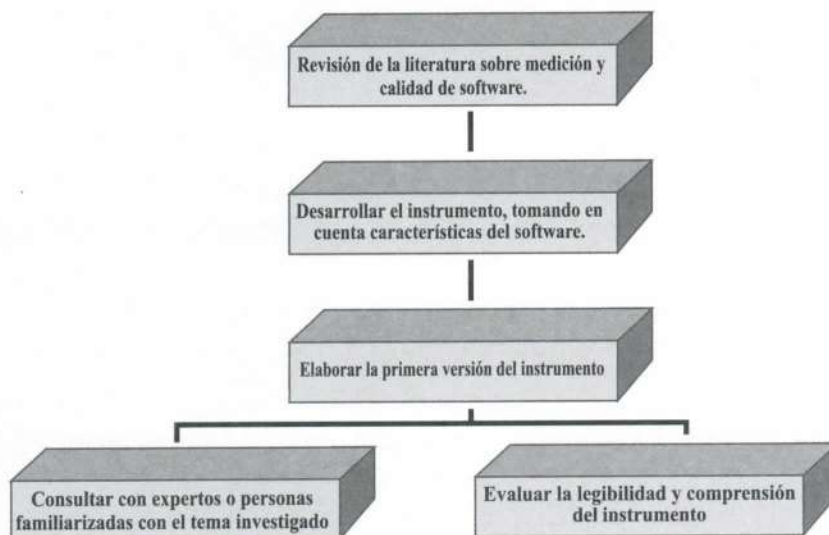 Revisión de la literatura sobre medición y
calidad de software.
Desarrollar el instrumento, tomando en
cuenta características del software.
Elaborar la primera versión del instrumento
Consultar con expertos o personas
familiarizadas con el tema investigado
Evaluar la legibilidad y comprensión
del instrumento